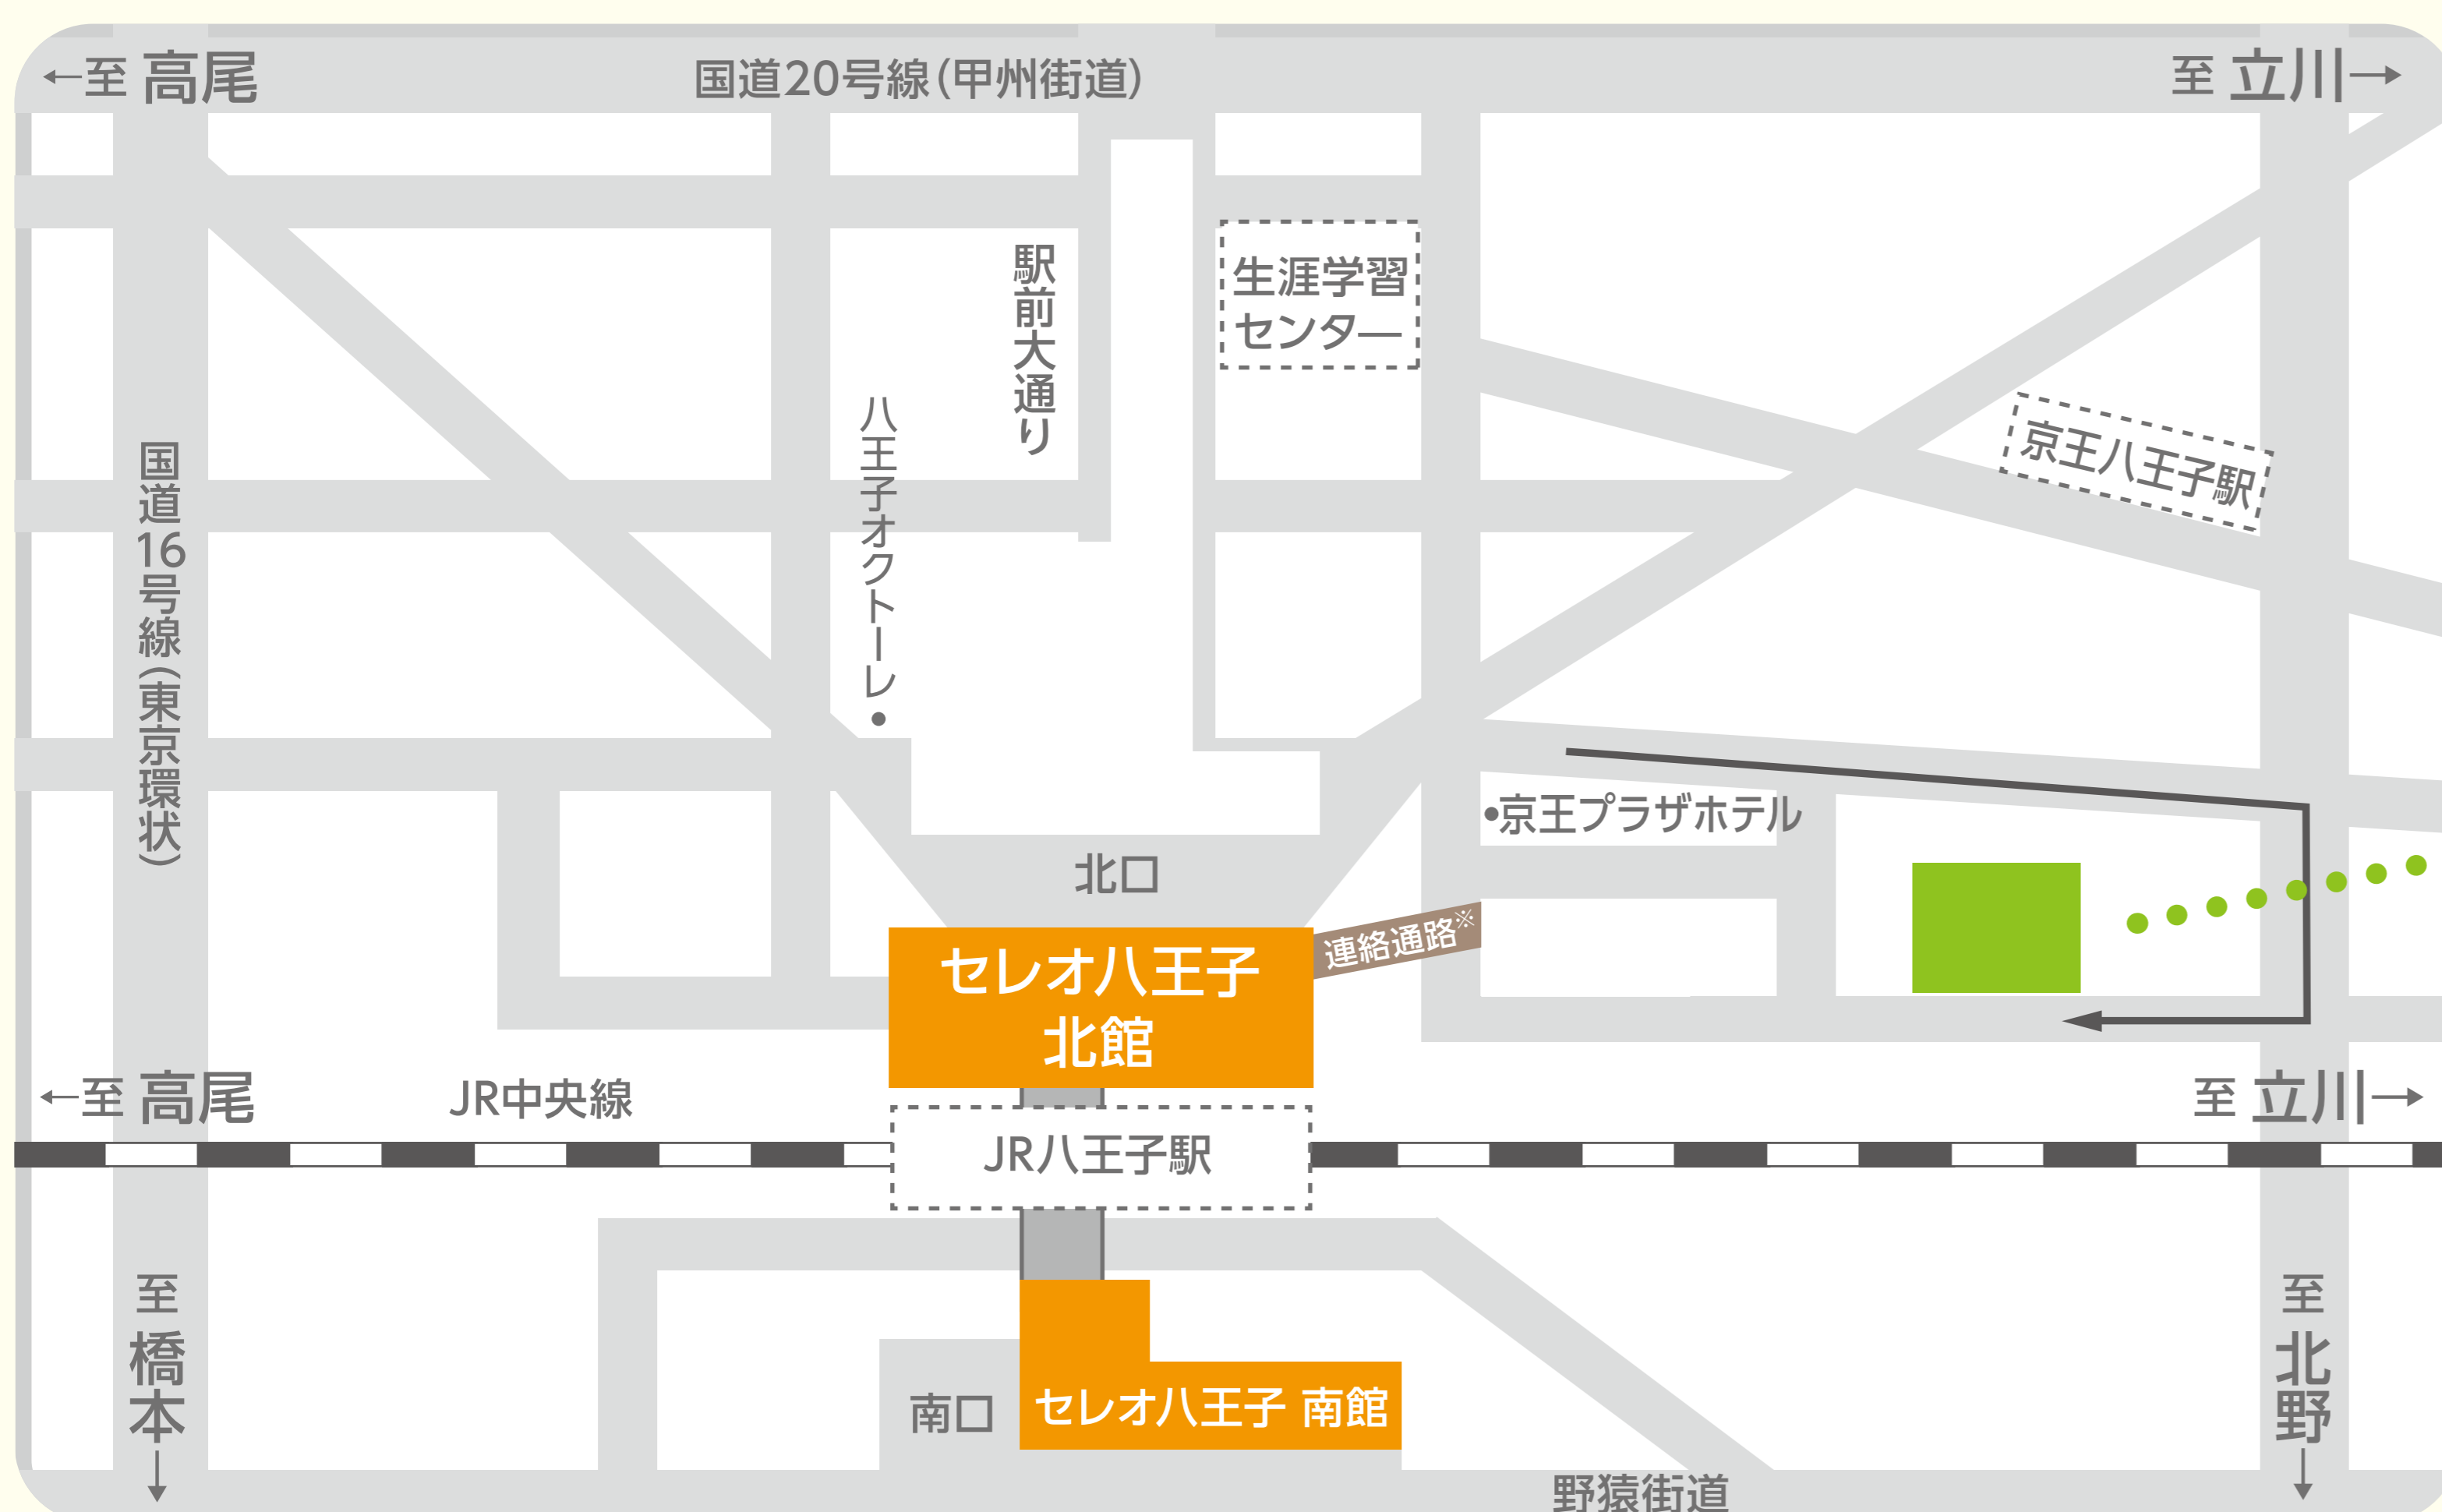 ←至 高尾
国道20号線(甲州街道)
至 立川→
駅前大通り
生涯学習
センター
八王子オクトーレ•
京王八王子駅
国道16号線(東京環状)
•京王プラザホテル
北口
連絡通路※
セレオ八王子
北館
←至 高尾
JR中央線
至 立川→
JR八王子駅
至 橋本↓
至 北野↓
南口
セレオ八王子 南館
野猿街道